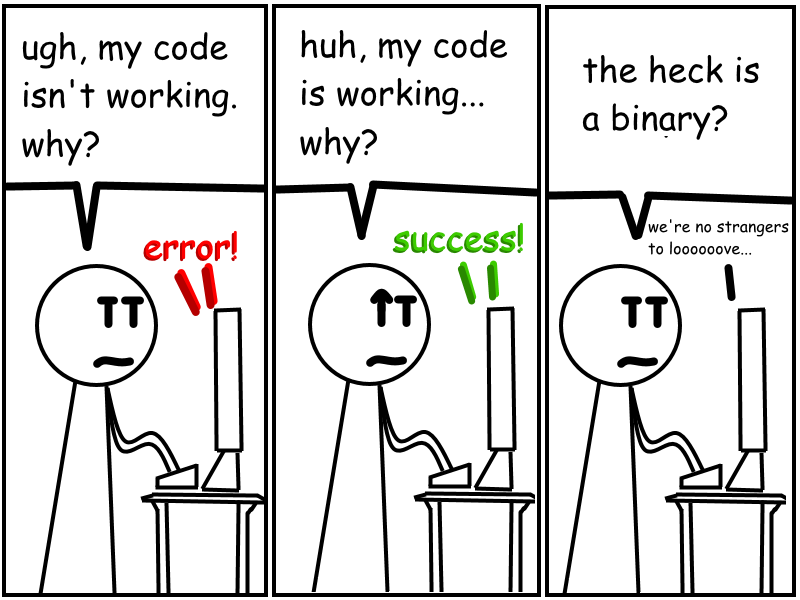 ugh, my code
isn't working.
why?
error!
huh, my code
is working...
why?
success!
the heck is
a binary?
we're no strangers
to loooooove...